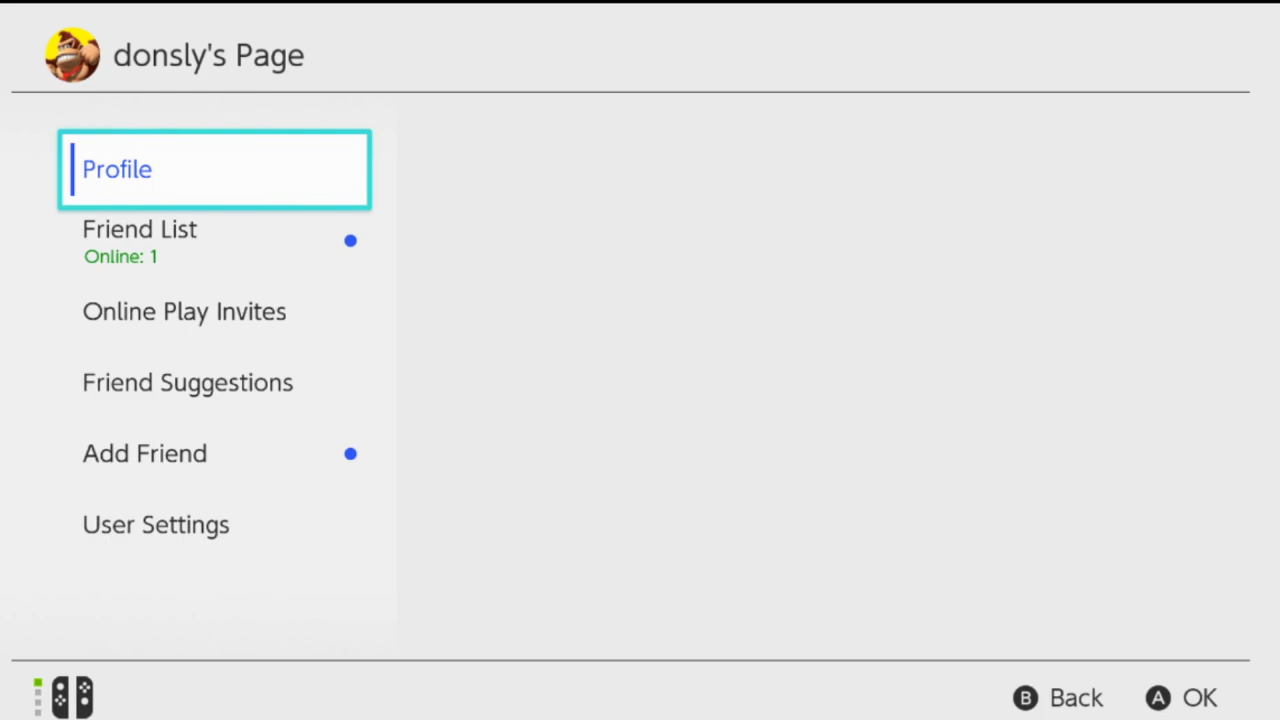 donsly's Page
Profile
Friend List
Online: 1
Online Play Invites
Friend Suggestions
Add Friend
User Settings
B Back A OK